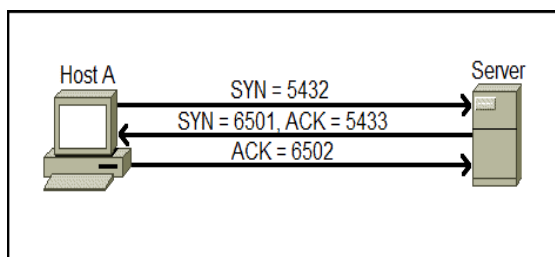 Host A
Server
SYN = 5432
SYN = 6501, ACK = 5433
ACK = 6502